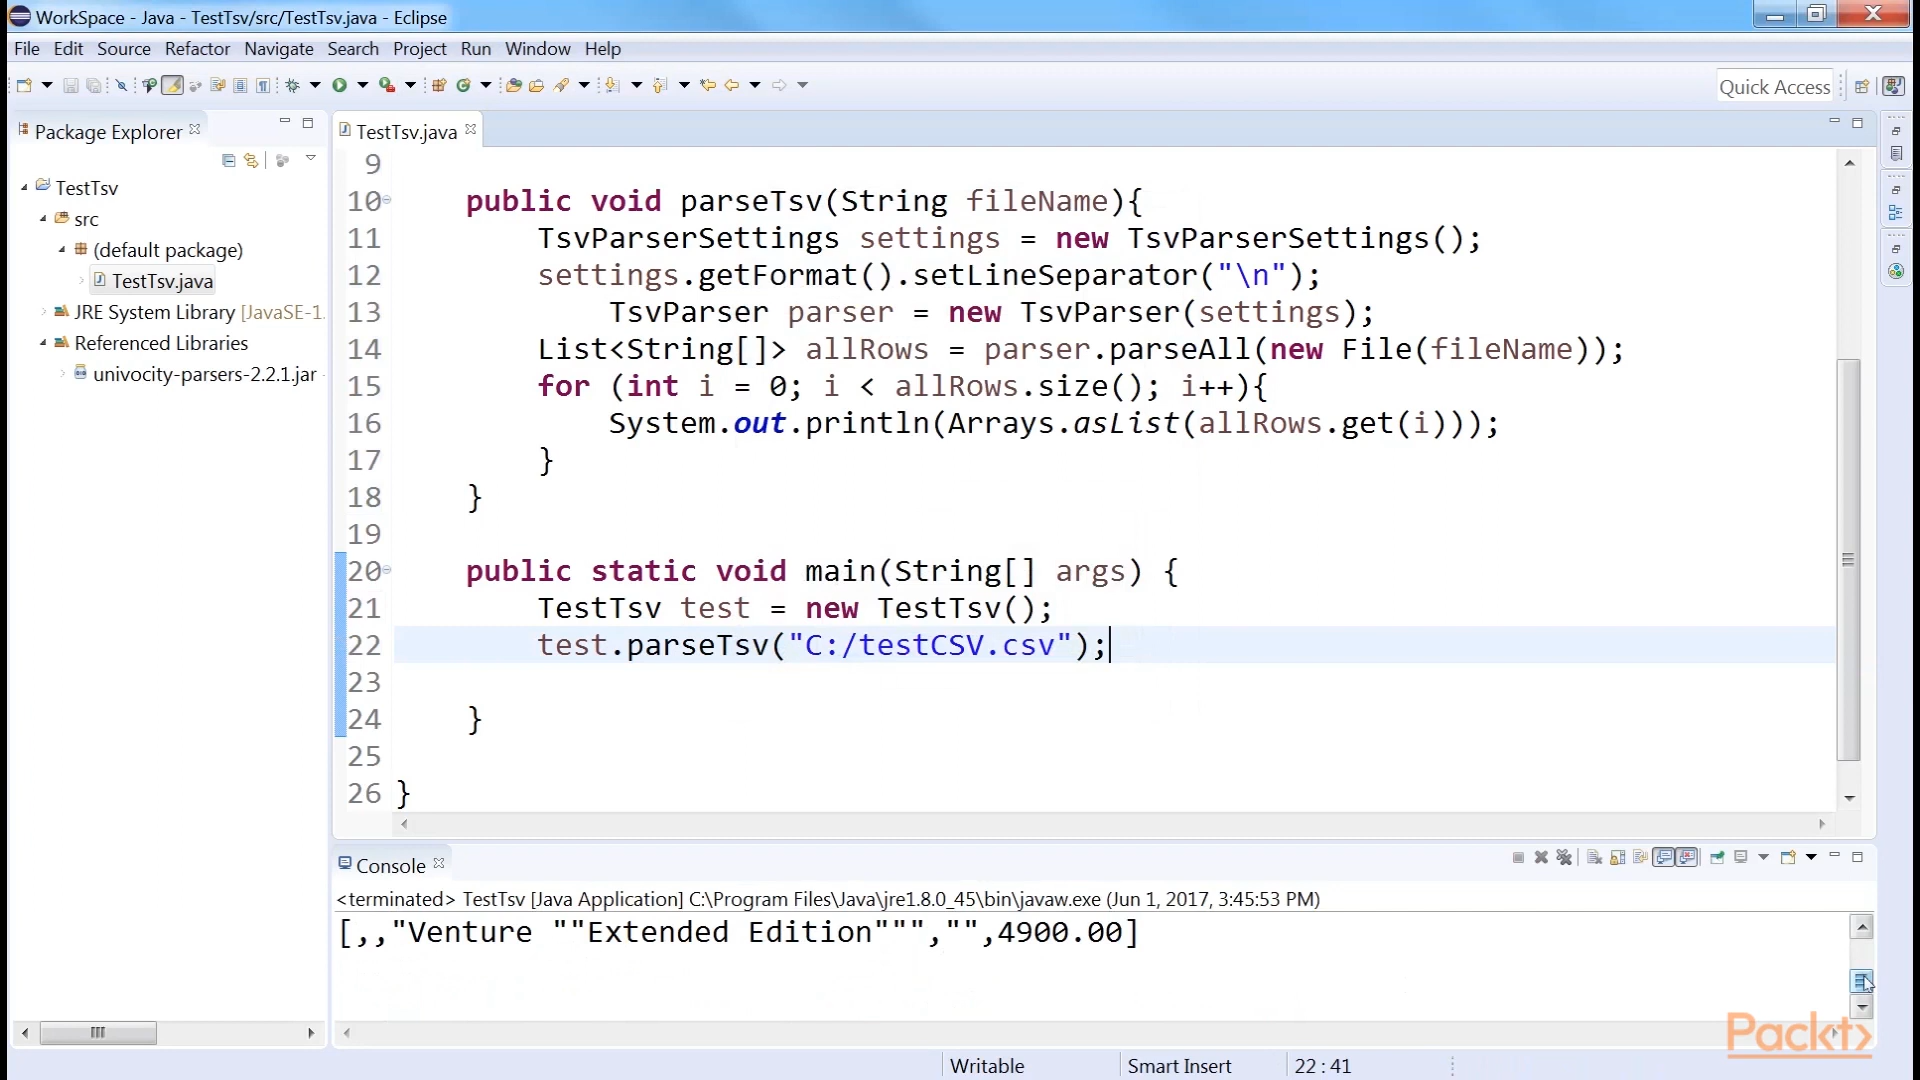 WorkSpace - Java - TestTsv/src/TestTsv.java - Eclipse
File Edit Source Refactor Navigate Search Project Run Window Help
Quick Access
Package Explorer
TestTsv
src
(default package)
TestTsv.java
JRE System Library [JavaSE-1.
Referenced Libraries
univocity-parsers-2.2.1.jar
TestTsv.java
9
10 public void parseTsv(String fileName){
11 TsvParserSettings settings = new TsvParserSettings();
12 settings.getFormat().setLineSeparator("\n");
13 TsvParser parser = new TsvParser(settings);
14 List<String[]> allRows = parser.parseAll(new File(fileName));
15 for (int i = 0; i < allRows.size(); i++){
16 System.out.println(Arrays.asList(allRows.get(i)));
17 }
18 }
19
20 public static void main(String[] args) {
21 TestTsv test = new TestTsv();
22 test.parseTsv("C:/testCSV.csv");
23
24 }
25
26 }
Console
<terminated> TestTsv [Java Application] C:\Program Files\Java\jre1.8.0_45\bin\javaw.exe (Jun 1, 2017, 3:45:53 PM)
[,,"Venture ""Extended Edition""","",4900.00]
Packt>
Writable Smart Insert 22 : 41